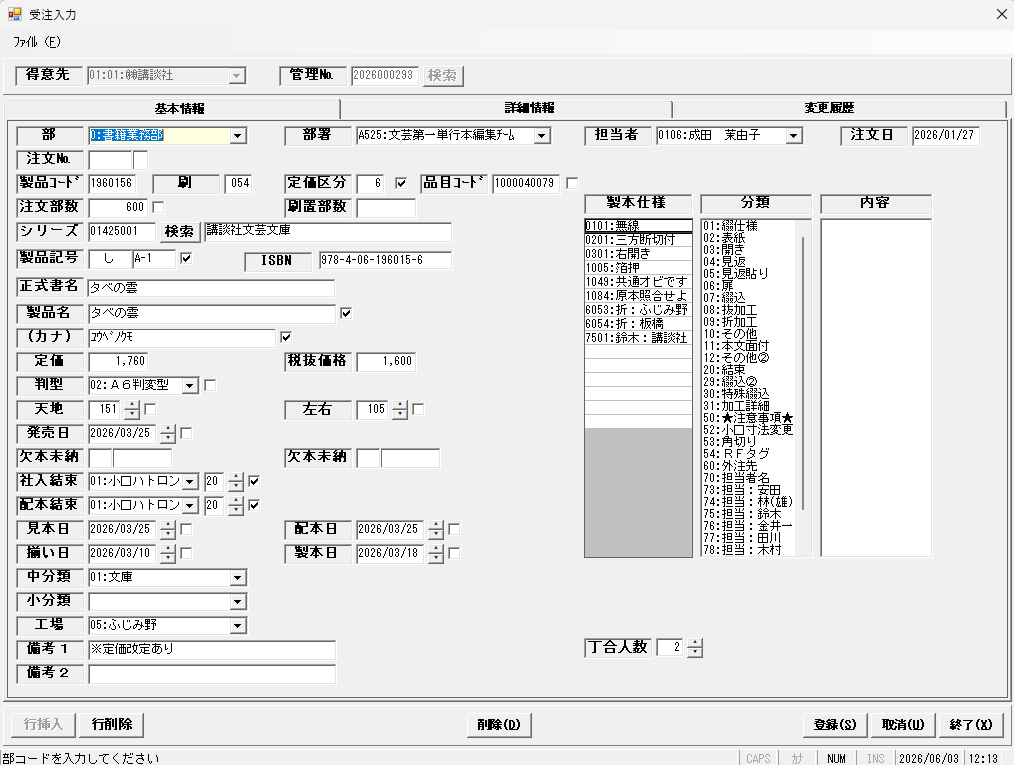 受注入力
ﾌｧｲﾙ (F)
得意先 01:01:㈱講談社 管理No. 2026000293 検索
基本情報 詳細情報 変更履歴
部 0:書籍業務部 部署 A525:文芸第一単行本編集ﾁｰﾑ 担当者 0106:成田 茉由子 注文日 2026/01/27
注文No.
製品ｺｰﾄﾞ 1960156 刷 054 定価区分 6 品目ｺｰﾄﾞ 1000040079
注文部数 600 刷置部数
シリーズ 01425001 検索 講談社文芸文庫
製品記号 し A-1 ISBN 978-4-06-196015-6
正式書名 夕べの雲
製品名 夕べの雲
(カナ) ﾕｳﾍﾞﾉｸﾓ
定価 1,760 税抜価格 1,600
判型 02:Ａ６判変型
天地 151 左右 105
発売日 2026/03/25
欠本未納 欠本未納
社入結束 01:小口ハトロン 20
配本結束 01:小口ハトロン 20
見本日 2026/03/25 配本日 2026/03/25
揃い日 2026/03/10 製本日 2026/03/18
中分類 01:文庫
小分類
工場 05:ふじみ野
備考１ ※定価改定あり
備考２
製本仕様
0101:無線
0201:三方断切付
0301:右開き
1005:箔押
1049:共通オビです
1084:原本照合せよ
6053:折：ふじみ野
6054:折：板橋
7501:鈴木：講談社
分類
01:綴仕様
02:表紙
03:開き
04:見返
05:見返貼り
06:扉
07:綴込
08:抜加工
09:折加工
10:その他
11:本文面付
12:その他②
20:結束
29:綴込②
30:特殊綴込
31:加工詳細
50:★注意事項★
52:小口寸法変更
53:角切り
54:ＲＦタグ
60:外注先
70:担当者名
73:担当：安田
74:担当：林(雄)
75:担当：鈴木
76:担当：金井一
77:担当：田川
78:担当：木村
内容
丁合人数 2
行挿入 行削除 削除(D) 登録(S) 取消(U) 終了(X)
部コードを入力してください CAPS ｶﾅ NUM INS 2026/06/03 12:13